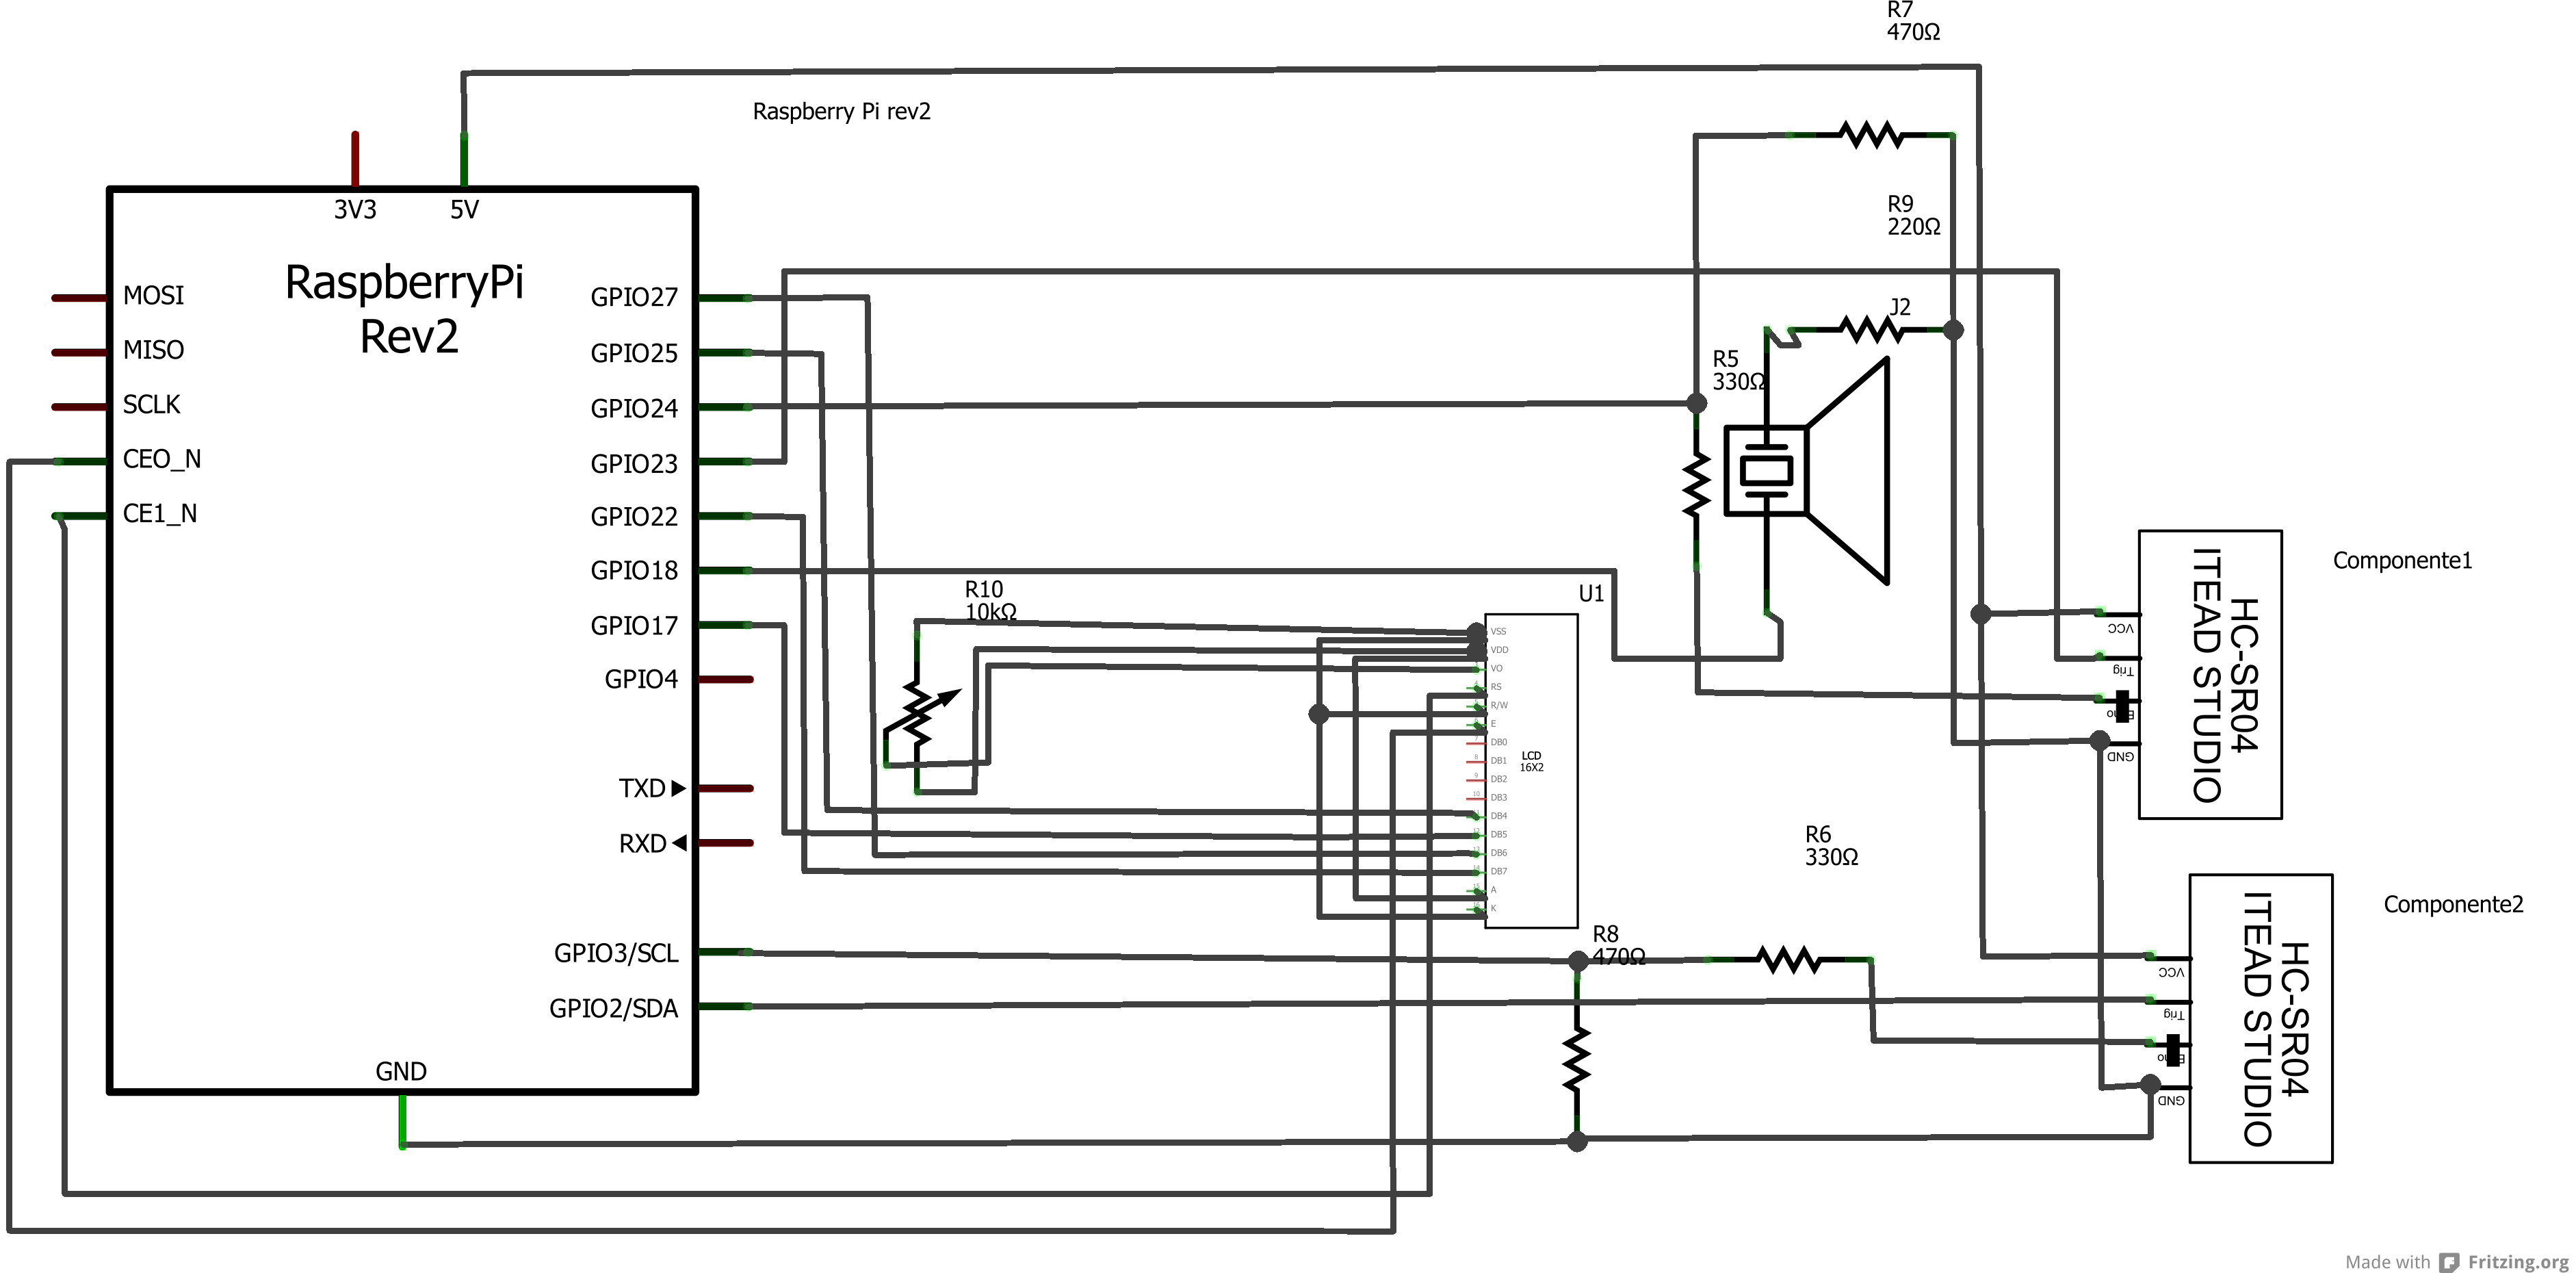 R7
470Ω
Raspberry Pi rev2
3V3
5V
R9
220Ω
RaspberryPi
Rev2
MOSI
MISO
SCLK
CEO_N
CE1_N
GPIO27
GPIO25
GPIO24
GPIO23
GPIO22
GPIO18
GPIO17
GPIO4
TXD
RXD
GPIO3/SCL
GPIO2/SDA
GND
J2
R5
330Ω
R10
10kΩ
U1
VSS
VDD
VO
RS
R/W
E
DB0
DB1
DB2
DB3
DB4
DB5
DB6
DB7
A
K
LCD
16X2
HC-SR04
ITEAD STUDIO
VCC
Trig
GND
Componente1
R6
330Ω
R8
470Ω
HC-SR04
ITEAD STUDIO
VCC
Trig
GND
Componente2
Made with Fritzing.org